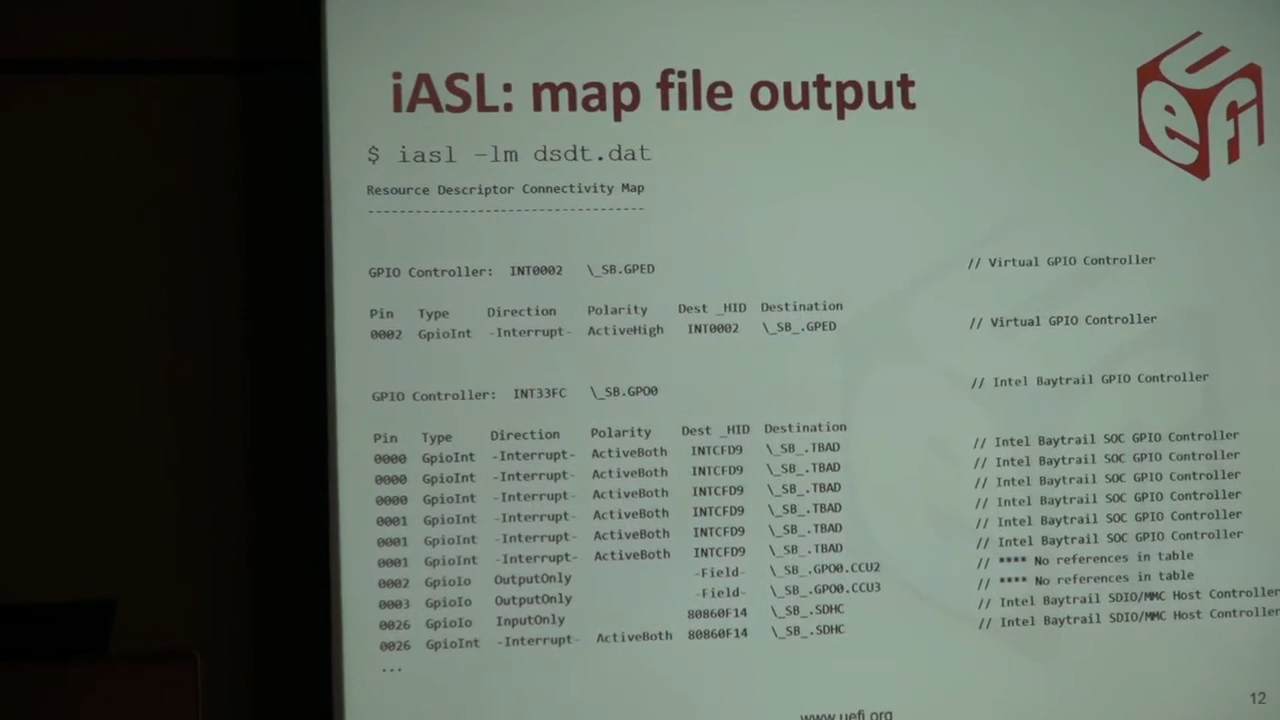 iASL: map file output
UEFI
$ iasl -lm dsdt.dat
Resource Descriptor Connectivity Map
-----------------------------------
GPIO Controller: INT0002 \_SB.GPED // Virtual GPIO Controller
Pin Type Direction Polarity Dest _HID Destination
0002 GpioInt -Interrupt- ActiveHigh INT0002 \_SB_.GPED // Virtual GPIO Controller
GPIO Controller: INT33FC \_SB.GPO0 // Intel Baytrail GPIO Controller
Pin Type Direction Polarity Dest _HID Destination
0000 GpioInt -Interrupt- ActiveBoth INTCFD9 \_SB_.TBAD // Intel Baytrail SOC GPIO Controller
0000 GpioInt -Interrupt- ActiveBoth INTCFD9 \_SB_.TBAD // Intel Baytrail SOC GPIO Controller
0000 GpioInt -Interrupt- ActiveBoth INTCFD9 \_SB_.TBAD // Intel Baytrail SOC GPIO Controller
0001 GpioInt -Interrupt- ActiveBoth INTCFD9 \_SB_.TBAD // Intel Baytrail SOC GPIO Controller
0001 GpioInt -Interrupt- ActiveBoth INTCFD9 \_SB_.TBAD // Intel Baytrail SOC GPIO Controller
0001 GpioInt -Interrupt- ActiveBoth INTCFD9 \_SB_.TBAD // Intel Baytrail SOC GPIO Controller
0002 GpioIo OutputOnly -Field- \_SB_.GPO0.CCU2 // **** No references in table
0003 GpioIo OutputOnly -Field- \_SB_.GPO0.CCU3 // **** No references in table
0026 GpioIo InputOnly 80860F14 \_SB_.SDHC // Intel Baytrail SDIO/MMC Host Controller
0026 GpioInt -Interrupt- ActiveBoth 80860F14 \_SB_.SDHC // Intel Baytrail SDIO/MMC Host Controller
...
www.uefi.org
12